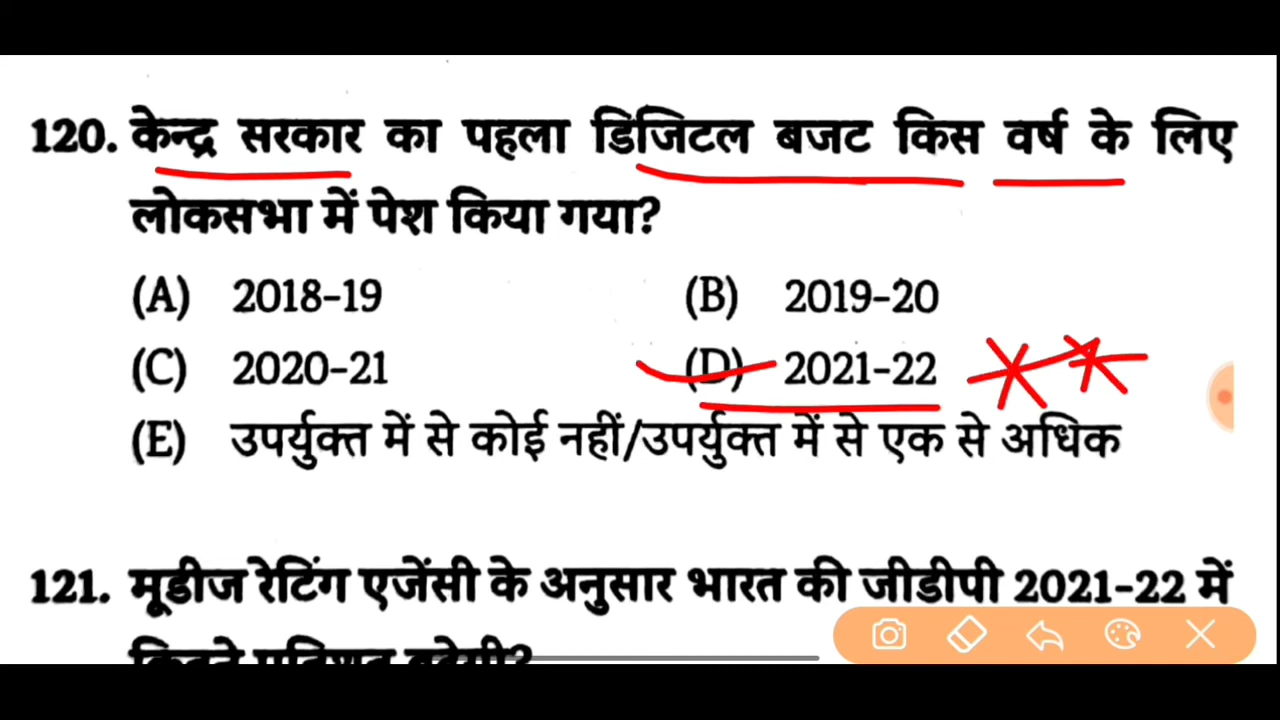 120. केन्द्र सरकार का पहला डिजिटल बजट किस वर्ष के लिए
लोकसभा में पेश किया गया?
(A) 2018-19 (B) 2019-20
(C) 2020-21 (D) 2021-22
(E) उपर्युक्त में से कोई नहीं/उपर्युक्त में से एक से अधिक
121. मूडीज रेटिंग एजेंसी के अनुसार भारत की जीडीपी 2021-22 में